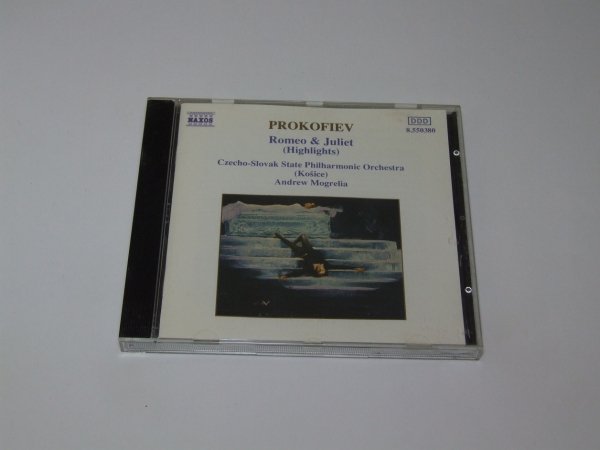 NAXOS
DDD
8.550380
PROKOFIEV
Romeo & Juliet
(Highlights)
Czecho-Slovak State Philharmonic Orchestra
(Košice)
Andrew Mogrelia